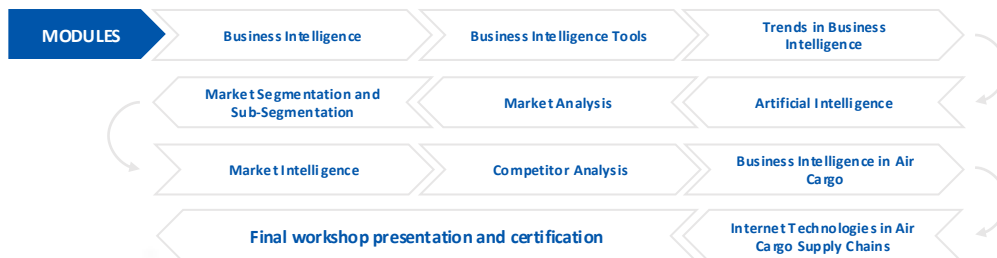 MODULES
Business Intelligence
Business Intelligence Tools
Trends in Business
Intelligence
Market Segmentation and
Sub-Segmentation
Market Analysis
Artificial Intelligence
Market Intelligence
Competitor Analysis
Business Intelligence in Air
Cargo
Final workshop presentation and certification
Internet Technologies in Air
Cargo Supply Chains